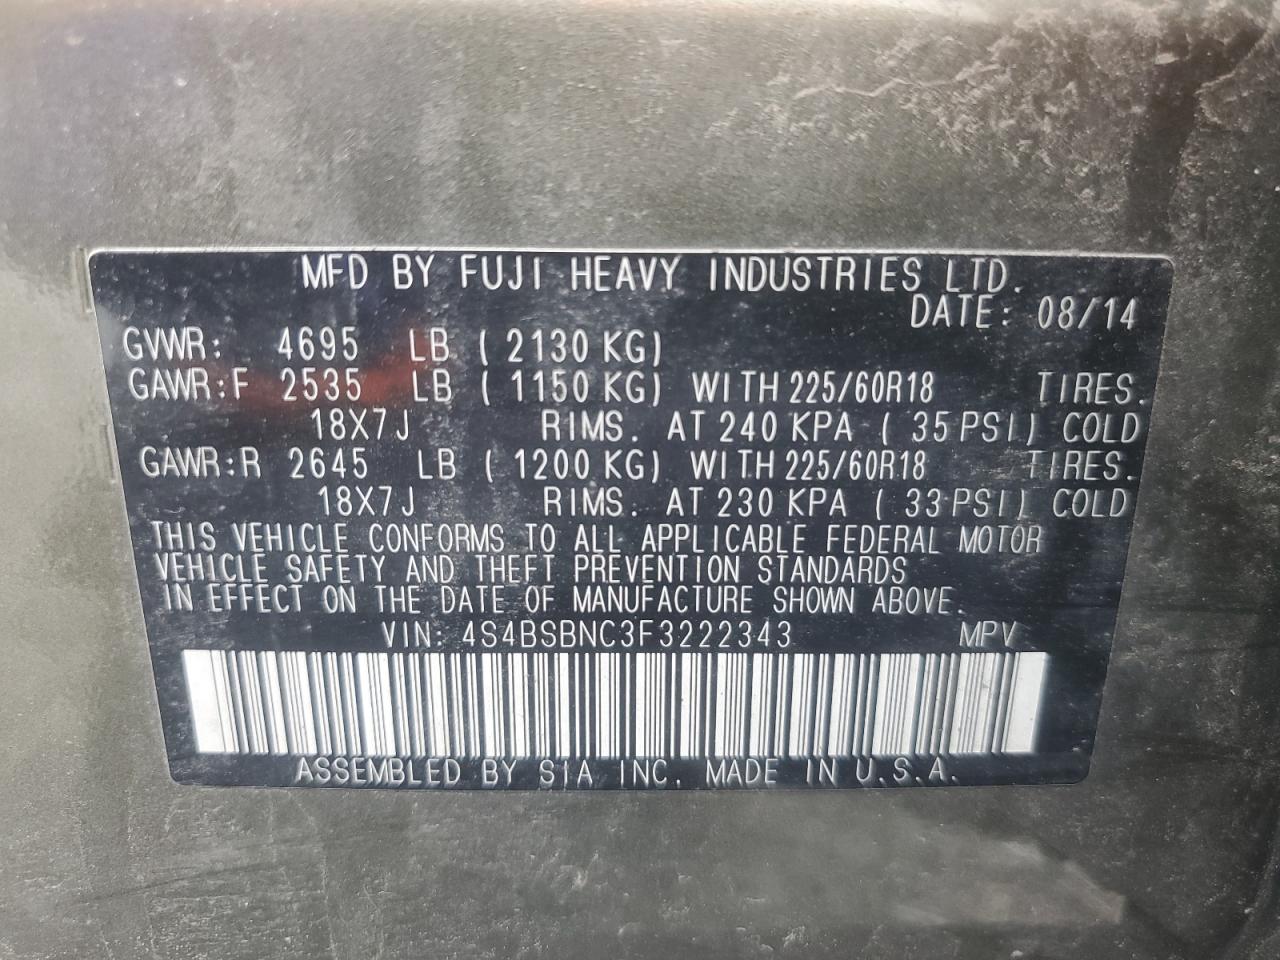 MFD BY FUJI HEAVY INDUSTRIES LTD.
DATE: 08/14
GVWR: 4695 LB ( 2130 KG)
GAWR:F 2535 LB ( 1150 KG) WITH 225/60R18 TIRES.
18X7J RIMS. AT 240 KPA ( 35 PSI) COLD
GAWR:R 2645 LB ( 1200 KG) WITH 225/60R18 TIRES.
18X7J RIMS. AT 230 KPA ( 33 PSI) COLD
THIS VEHICLE CONFORMS TO ALL APPLICABLE FEDERAL MOTOR
VEHICLE SAFETY AND THEFT PREVENTION STANDARDS
IN EFFECT ON THE DATE OF MANUFACTURE SHOWN ABOVE.
VIN: 4S4BSBNC3F3222343 MPV
ASSEMBLED BY SIA INC. MADE IN U.S.A.